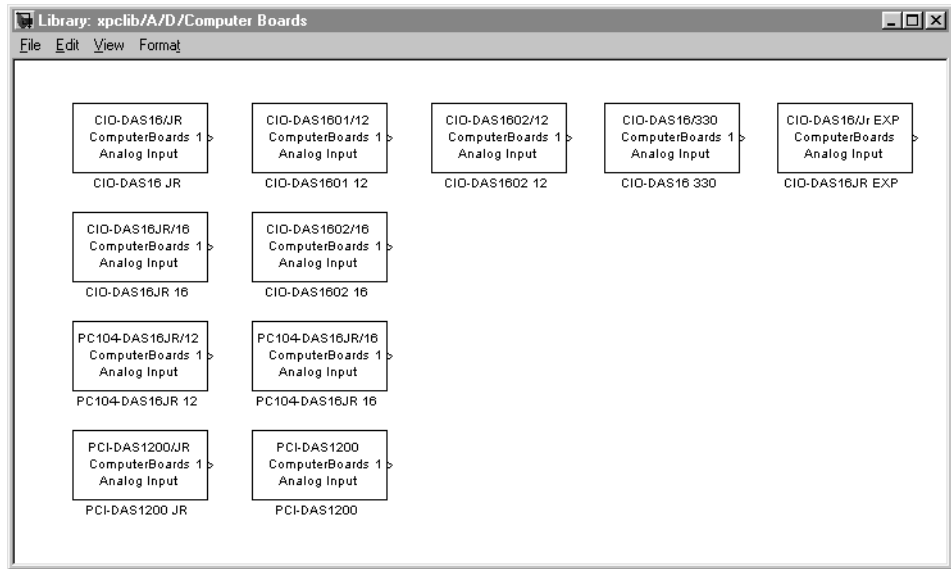 Library: xpclib/A/D/Computer Boards
File Edit View Format
CIO-DAS16/JR
ComputerBoards 1
Analog Input
CIO-DAS16 JR
CIO-DAS1601/12
ComputerBoards 1
Analog Input
CIO-DAS1601 12
CIO-DAS1602/12
ComputerBoards 1
Analog Input
CIO-DAS1602 12
CIO-DAS16/330
ComputerBoards 1
Analog Input
CIO-DAS16 330
CIO-DAS16/Jr EXP
ComputerBoards
Analog Input
CIO-DAS16JR EXP
CIO-DAS16JR/16
ComputerBoards 1
Analog Input
CIO-DAS16JR 16
CIO-DAS1602/16
ComputerBoards 1
Analog Input
CIO-DAS1602 16
PC104-DAS16JR/12
ComputerBoards 1
Analog Input
PC104-DAS16JR 12
PC104-DAS16JR/16
ComputerBoards 1
Analog Input
PC104-DAS16JR 16
PCI-DAS1200/JR
ComputerBoards 1
Analog Input
PCI-DAS1200 JR
PCI-DAS1200
ComputerBoards 1
Analog Input
PCI-DAS1200